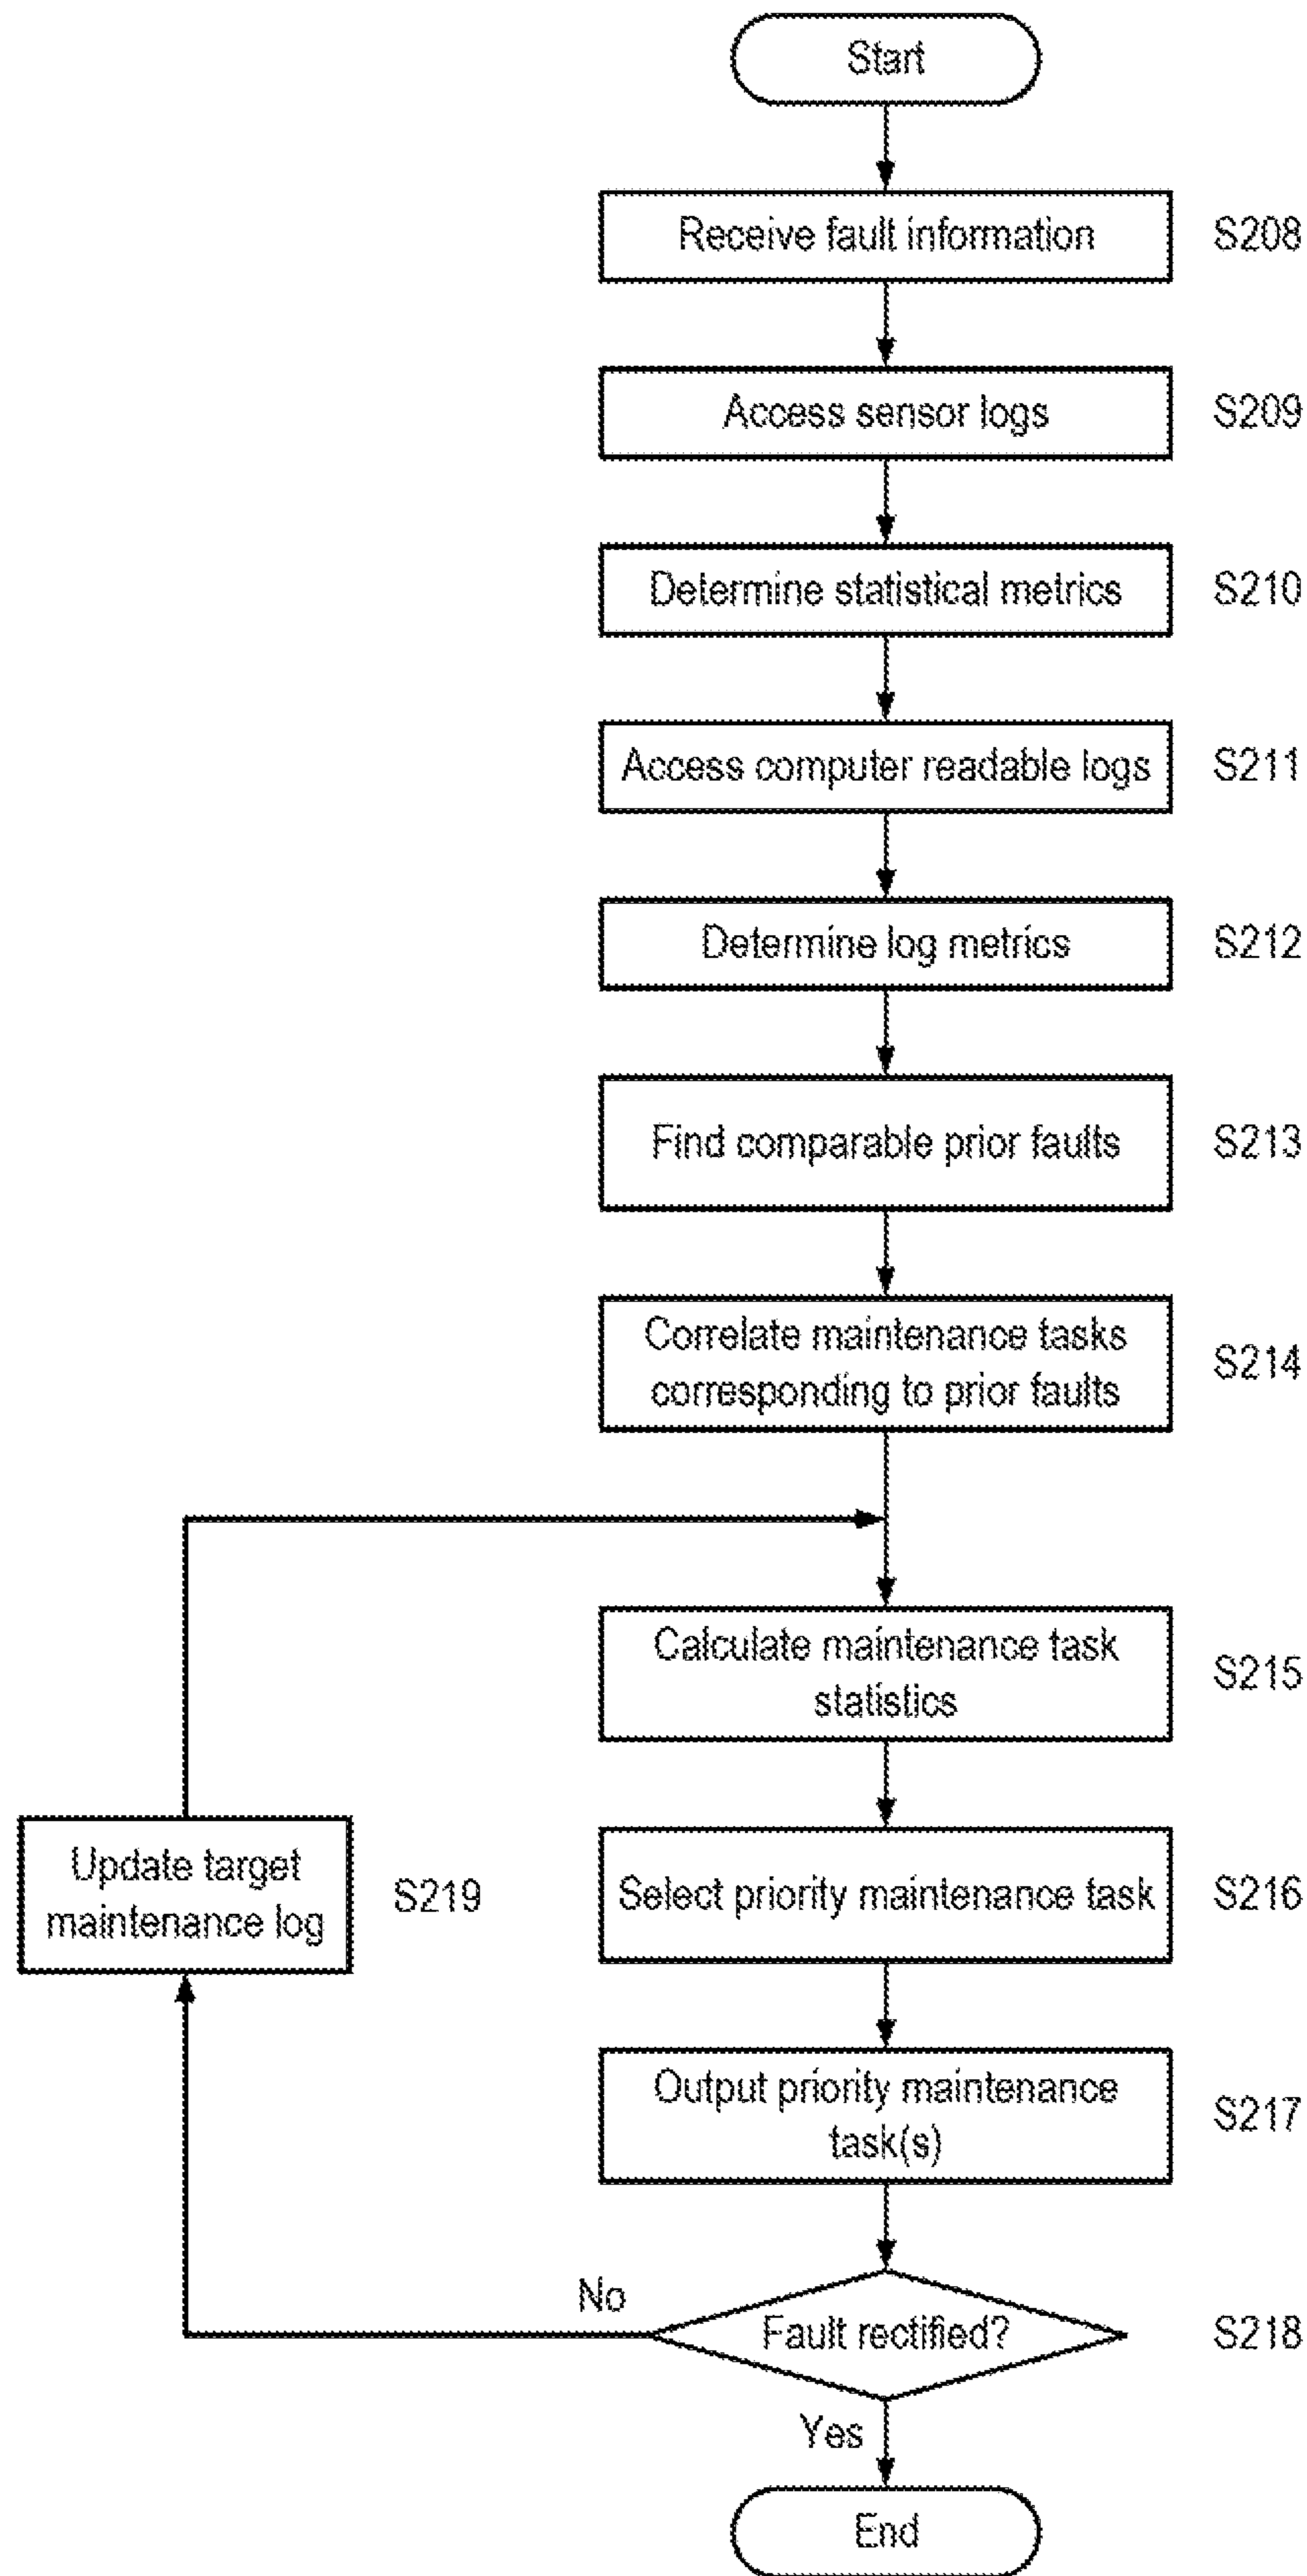 Start
Receive fault information
S208
Access sensor logs
S209
Determine statistical metrics
S210
Access computer readable logs
S211
Determine log metrics
S212
Find comparable prior faults
S213
Correlate maintenance tasks
corresponding to prior faults
S214
Calculate maintenance task
statistics
S215
Select priority maintenance task
S216
Output priority maintenance
task(s)
S217
Fault rectified?
S218
No
Update target
maintenance log
S219
Yes
End